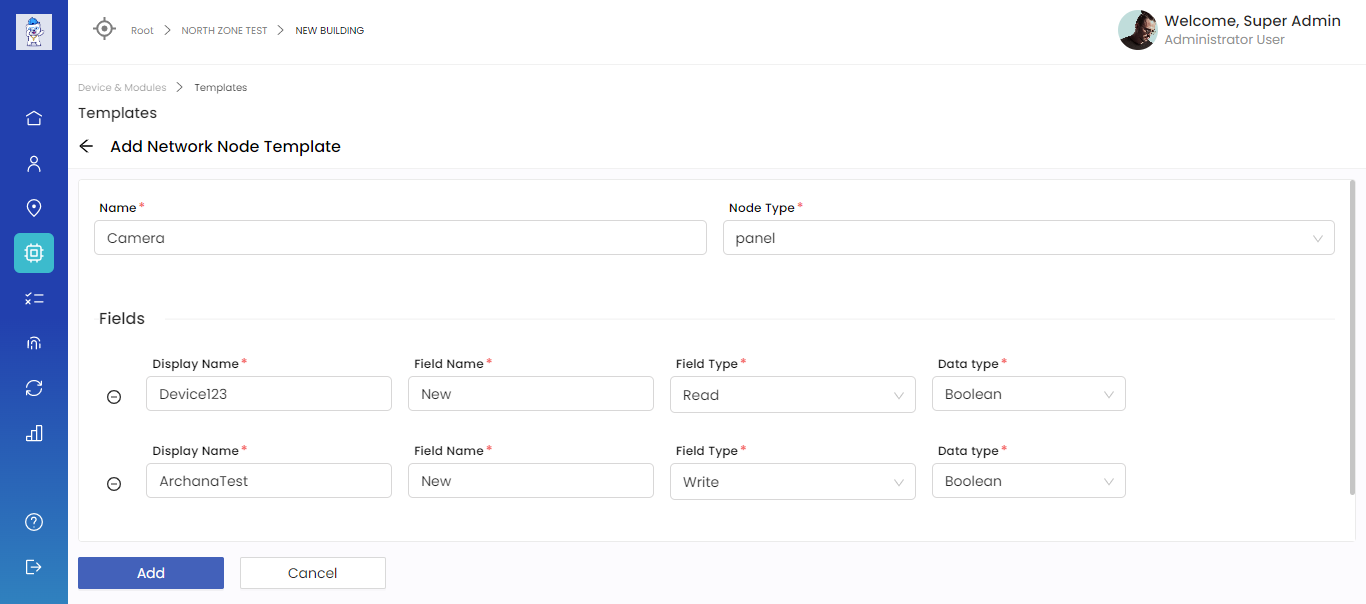 Root > NORTH ZONE TEST > NEW BUILDING
Welcome, Super Admin
Administrator User
Device & Modules > Templates
Templates
Add Network Node Template
Name* Node Type*
Camera panel
Fields
Display Name* Field Name* Field Type* Data type*
Device123 New Read Boolean
Display Name* Field Name* Field Type* Data type*
ArchanaTest New Write Boolean
Add Cancel